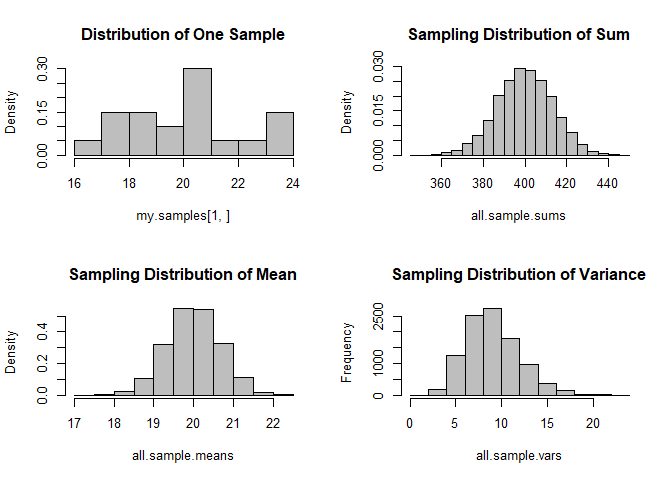 Distribution of One Sample
Density
0.00 0.15 0.30
16 18 20 22 24
my.samples[1, ]
Sampling Distribution of Sum
Density
0.000 0.015 0.030
360 380 400 420 440
all.sample.sums
Sampling Distribution of Mean
Density
0.0 0.2 0.4
17 18 19 20 21 22
all.sample.means
Sampling Distribution of Variance
Frequency
0 1000 2500
0 5 10 15 20
all.sample.vars